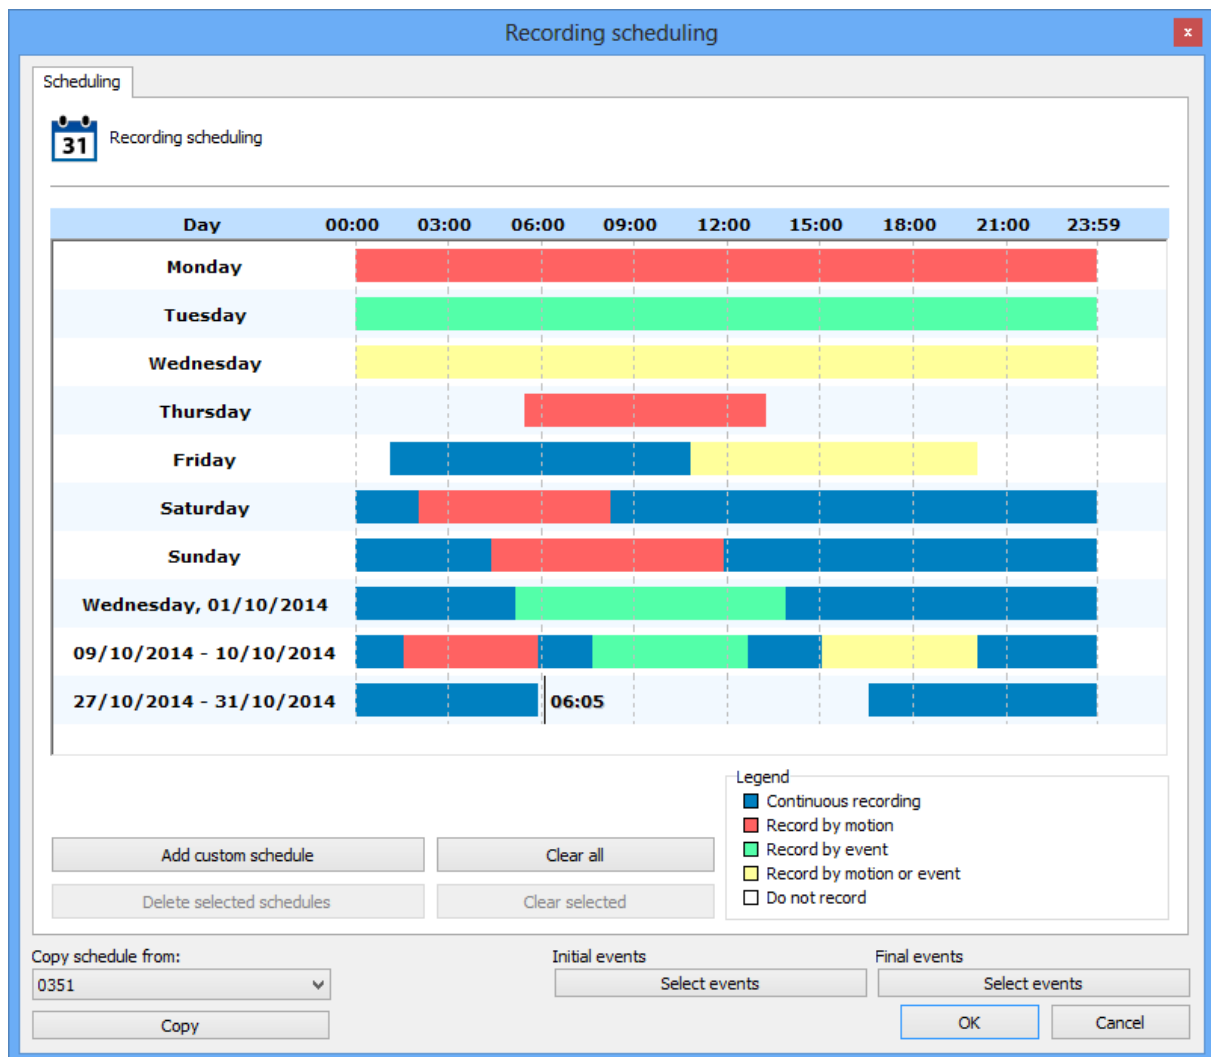 Recording scheduling
x
Scheduling
31 Recording scheduling
Day 00:00 03:00 06:00 09:00 12:00 15:00 18:00 21:00 23:59
Monday
Tuesday
Wednesday
Thursday
Friday
Saturday
Sunday
Wednesday, 01/10/2014
09/10/2014 - 10/10/2014
27/10/2014 - 31/10/2014 06:05
Legend
Continuous recording
Record by motion
Record by event
Record by motion or event
Do not record
Add custom schedule Clear all
Delete selected schedules Clear selected
Copy schedule from: Initial events Final events
0351 Select events Select events
Copy OK Cancel